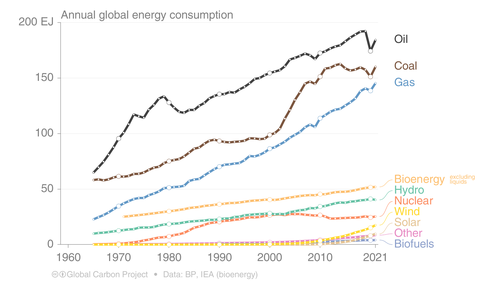 Annual global energy consumption
200 EJ
150
100
50
0
1960
1970
1980
1990
2000
2010
2021
Oil
Coal
Gas
Bioenergy excluding liquids
Hydro
Nuclear
Wind
Solar
Other
Biofuels
Global Carbon Project • Data: BP, IEA (bioenergy)